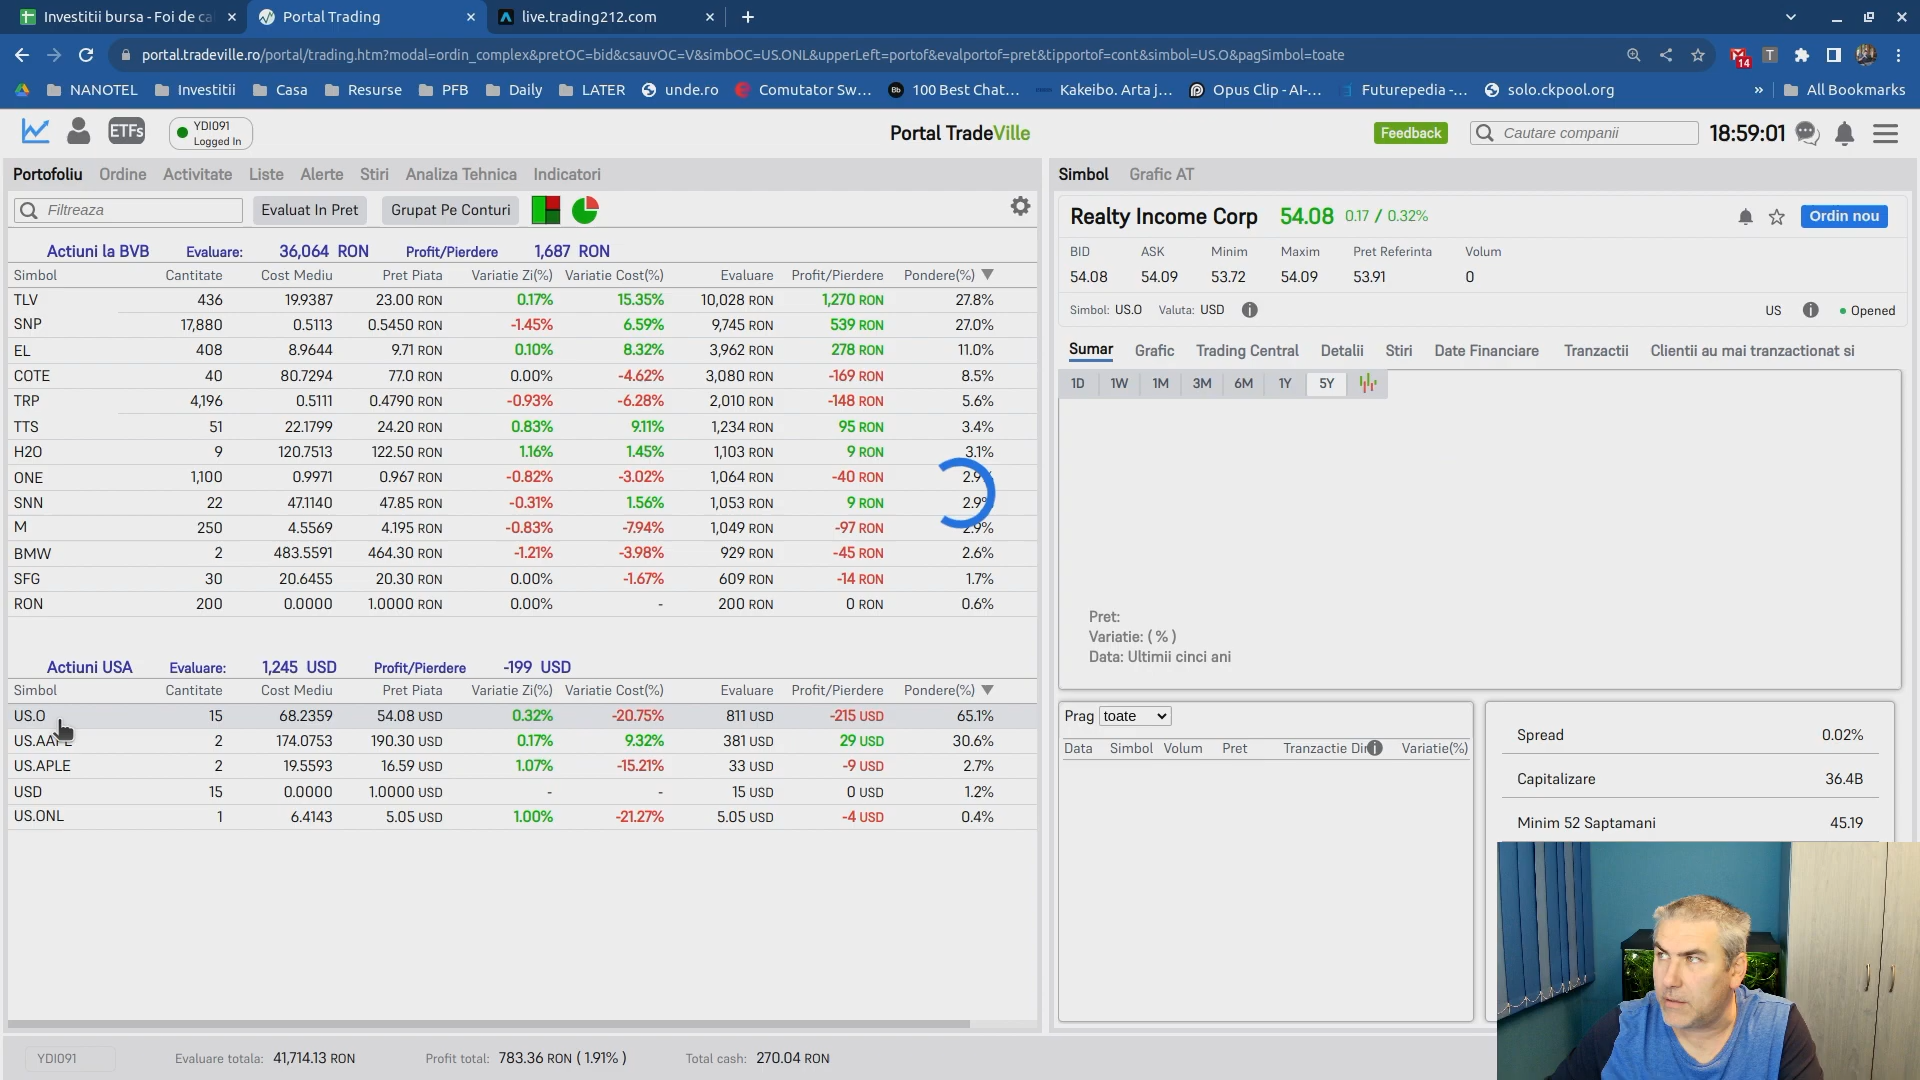 Investitii bursa - Foi de ca
Portal Trading
live.trading212.com
portal.tradeville.ro/portal/trading.htm?modal=ordin_complex&pretOC=bid&csauvOC=V&simbOC=US.ONL&upperLeft=portof&evalportof=pret&tipportof=cont&simbol=US.O&pagSimbol=toate
14
NANOTEL Investitii Casa Resurse PFB Daily LATER unde.ro Comutator Sw... 100 Best Chat... Kakeibo. Arta j... Opus Clip - AI-... Futurepedia -... solo.ckpool.org » All Bookmarks
ETFs
YDI091
Logged In
Portal TradeVille
Feedback
Cautare companii
18:59:01
Portofoliu Ordine Activitate Liste Alerte Stiri Analiza Tehnica Indicatori
Filtreaza
Evaluat In Pret
Grupat Pe Conturi
Actiuni la BVB Evaluare: 36,064 RON Profit/Pierdere 1,687 RON
Simbol Cantitate Cost Mediu Pret Piata Variatie Zi(%) Variatie Cost(%) Evaluare Profit/Pierdere Pondere(%)
TLV 436 19.9387 23.00 RON 0.17% 15.35% 10,028 RON 1,270 RON 27.8%
SNP 17,880 0.5113 0.5450 RON -1.45% 6.59% 9,745 RON 539 RON 27.0%
EL 408 8.9644 9.71 RON 0.10% 8.32% 3,962 RON 278 RON 11.0%
COTE 40 80.7294 77.0 RON 0.00% -4.62% 3,080 RON -169 RON 8.5%
TRP 4,196 0.5111 0.4790 RON -0.93% -6.28% 2,010 RON -148 RON 5.6%
TTS 51 22.1799 24.20 RON 0.83% 9.11% 1,234 RON 95 RON 3.4%
H2O 9 120.7513 122.50 RON 1.16% 1.45% 1,103 RON 9 RON 3.1%
ONE 1,100 0.9971 0.967 RON -0.82% -3.02% 1,064 RON -40 RON 2.9%
SNN 22 47.1140 47.85 RON -0.31% 1.56% 1,053 RON 9 RON 2.9%
M 250 4.5569 4.195 RON -0.83% -7.94% 1,049 RON -97 RON 2.9%
BMW 2 483.5591 464.30 RON -1.21% -3.98% 929 RON -45 RON 2.6%
SFG 30 20.6455 20.30 RON 0.00% -1.67% 609 RON -14 RON 1.7%
RON 200 0.0000 1.0000 RON 0.00% - 200 RON 0 RON 0.6%
Actiuni USA Evaluare: 1,245 USD Profit/Pierdere -199 USD
Simbol Cantitate Cost Mediu Pret Piata Variatie Zi(%) Variatie Cost(%) Evaluare Profit/Pierdere Pondere(%)
US.O 15 68.2359 54.08 USD 0.32% -20.75% 811 USD -215 USD 65.1%
US.AAPL 2 174.0753 190.30 USD 0.17% 9.32% 381 USD 29 USD 30.6%
US.APLE 2 19.5593 16.59 USD 1.07% -15.21% 33 USD -9 USD 2.7%
USD 15 0.0000 1.0000 USD - - 15 USD 0 USD 1.2%
US.ONL 1 6.4143 5.05 USD 1.00% -21.27% 5.05 USD -4 USD 0.4%
YDI091 Evaluare totala: 41,714.13 RON Profit total: 783.36 RON ( 1.91% ) Total cash: 270.04 RON
Simbol Grafic AT
Realty Income Corp 54.08 0.17 / 0.32%
Ordin nou
BID ASK Minim Maxim Pret Referinta Volum
54.08 54.09 53.72 54.09 53.91 0
Simbol: US.O Valuta: USD US Opened
Sumar Grafic Trading Central Detalii Stiri Date Financiare Tranzactii Clientii au mai tranzactionat si
1D 1W 1M 3M 6M 1Y 5Y
Pret:
Variatie: ( % )
Data: Ultimii cinci ani
Prag toate
Data Simbol Volum Pret Tranzactie Dir Variatie(%)
Spread 0.02%
Capitalizare 36.4B
Minim 52 Saptamani 45.19